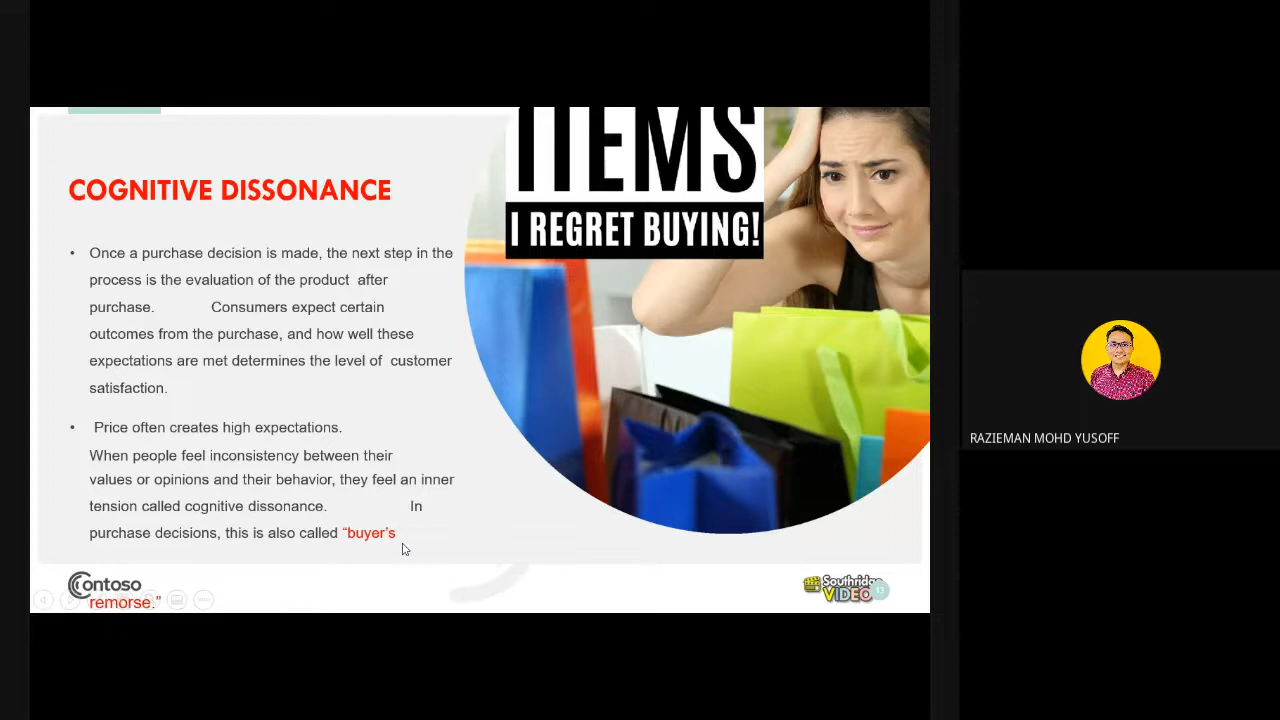 ITEMS
I REGRET BUYING!
COGNITIVE DISSONANCE
• Once a purchase decision is made, the next step in the
process is the evaluation of the product after
purchase. Consumers expect certain
outcomes from the purchase, and how well these
expectations are met determines the level of customer
satisfaction.
• Price often creates high expectations.
When people feel inconsistency between their
values or opinions and their behavior, they feel an inner
tension called cognitive dissonance. In
purchase decisions, this is also called “buyer’s
remorse.”
Contoso
Southridge
VIDEO
13
RAZIEMAN MOHD YUSOFF